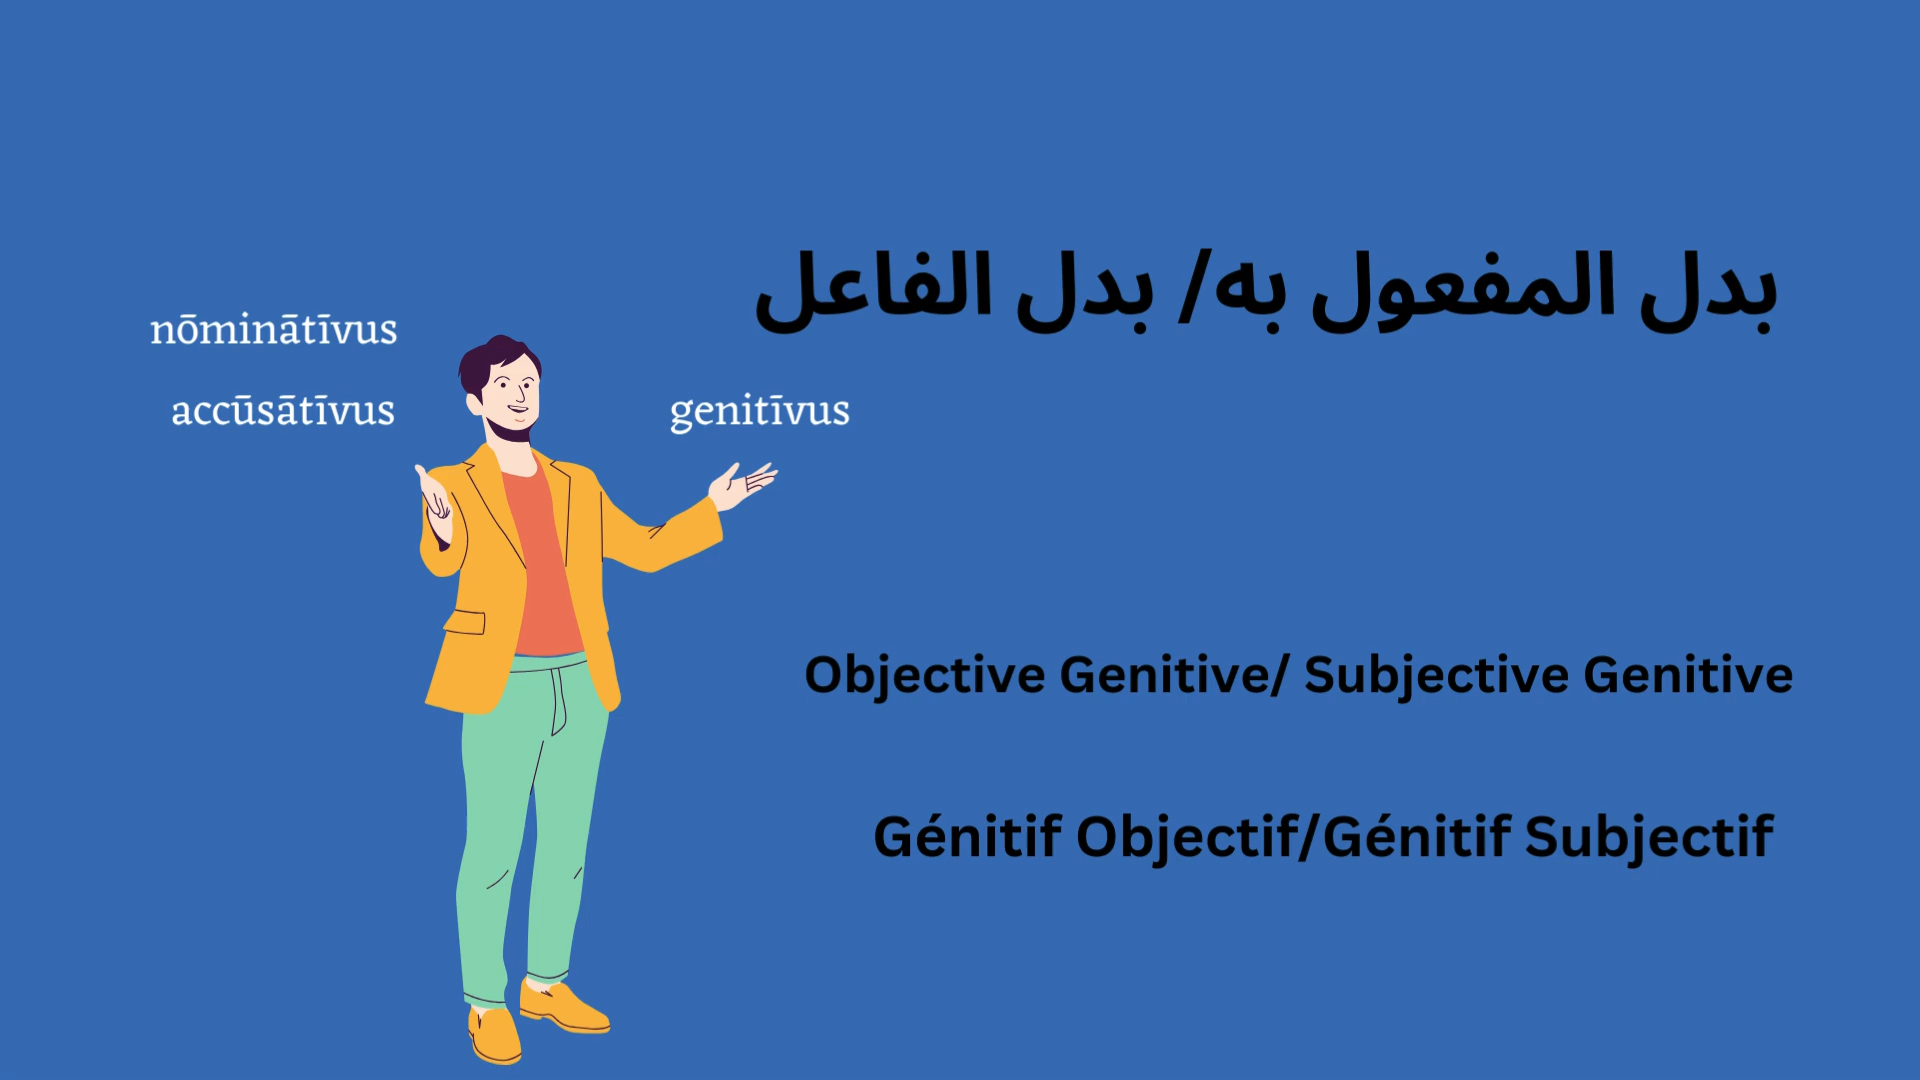 بدل المفعول به/ بدل الفاعل
nōminātīvus
accūsātīvus
genitīvus
Objective Genitive/ Subjective Genitive
Génitif Objectif/Génitif Subjectif